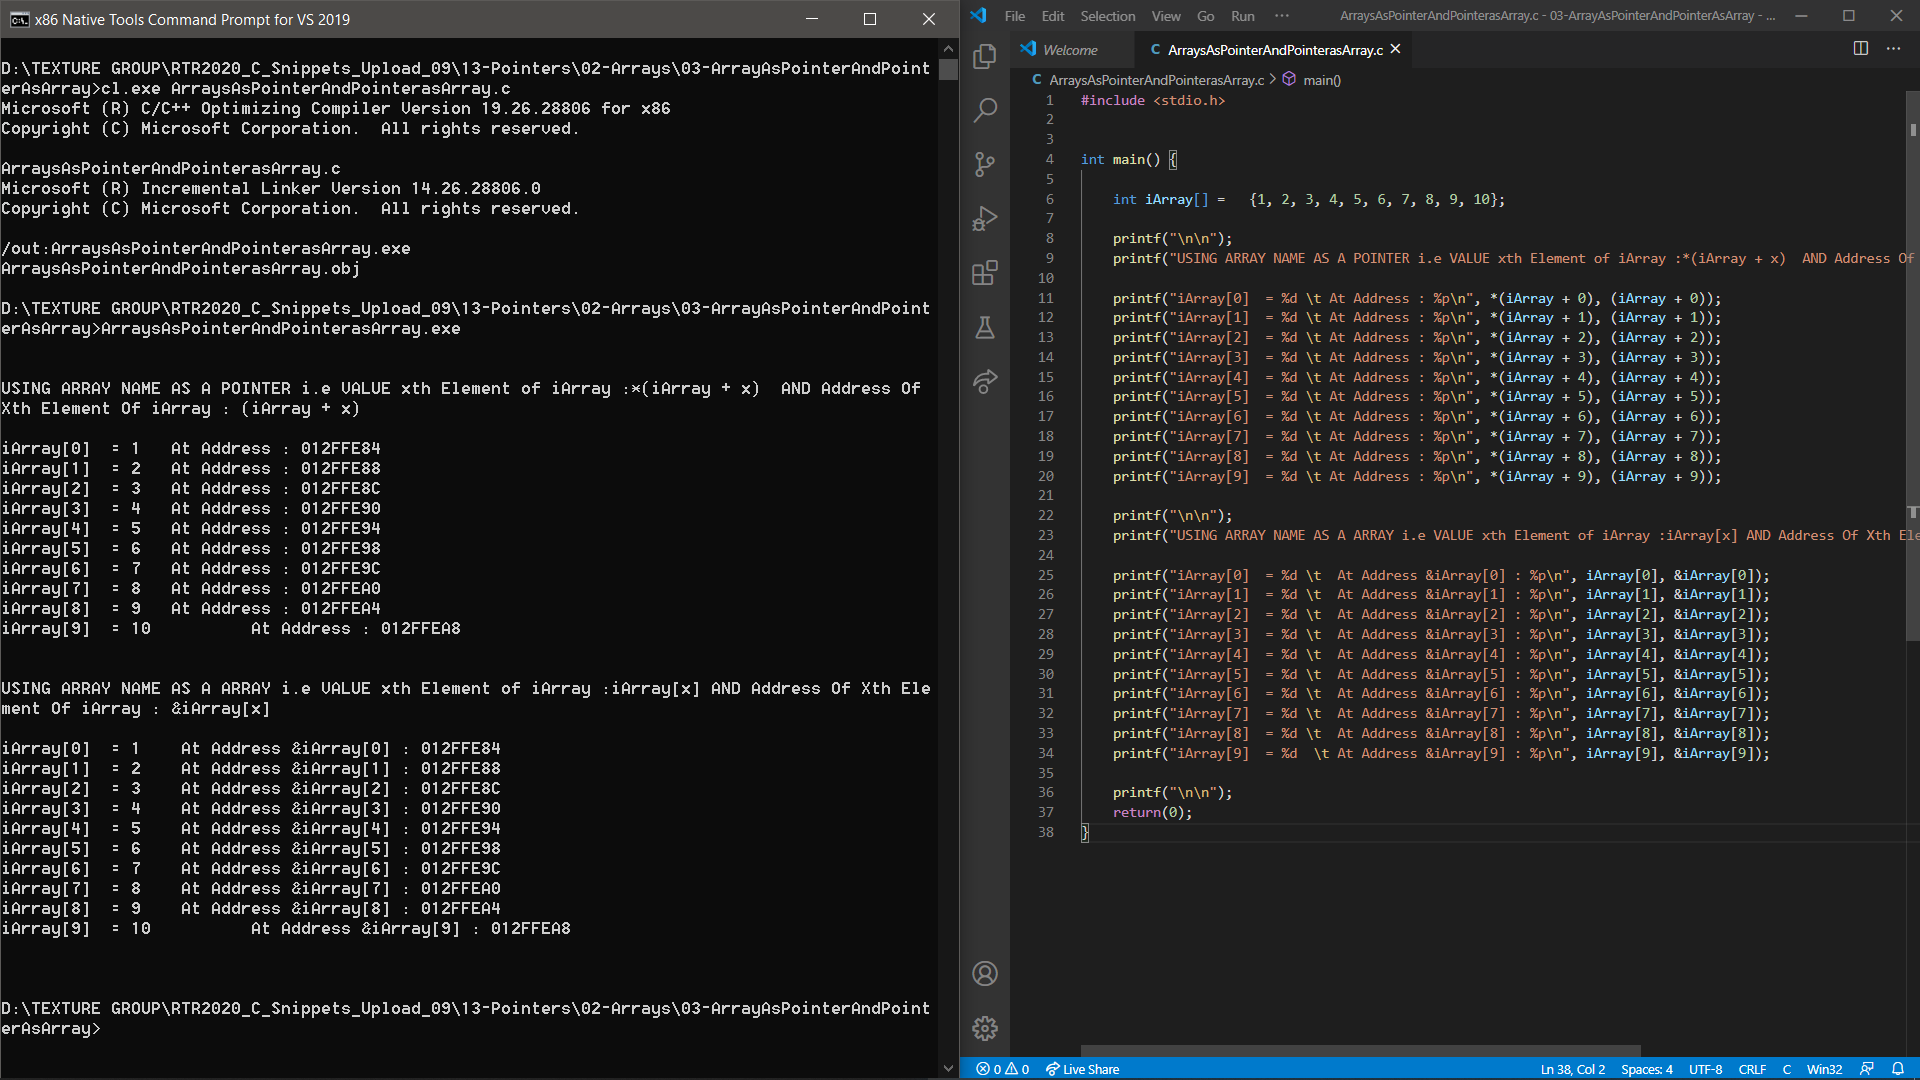 x86 Native Tools Command Prompt for VS 2019
D:\TEXTURE GROUP\RTR2020_C_Snippets_Upload_09\13-Pointers\02-Arrays\03-ArrayAsPointerAndPoint
erAsArray>cl.exe ArraysAsPointerAndPointerasArray.c
Microsoft (R) C/C++ Optimizing Compiler Version 19.26.28806 for x86
Copyright (C) Microsoft Corporation.  All rights reserved.
ArraysAsPointerAndPointerasArray.c
Microsoft (R) Incremental Linker Version 14.26.28806.0
Copyright (C) Microsoft Corporation.  All rights reserved.
/out:ArraysAsPointerAndPointerasArray.exe
ArraysAsPointerAndPointerasArray.obj
D:\TEXTURE GROUP\RTR2020_C_Snippets_Upload_09\13-Pointers\02-Arrays\03-ArrayAsPointerAndPoint
erAsArray>ArraysAsPointerAndPointerasArray.exe
USING ARRAY NAME AS A POINTER i.e VALUE xth Element of iArray :*(iArray + x)  AND Address Of
Xth Element Of iArray : (iArray + x)
iArray[0]  = 1   At Address : 012FFE84
iArray[1]  = 2   At Address : 012FFE88
iArray[2]  = 3   At Address : 012FFE8C
iArray[3]  = 4   At Address : 012FFE90
iArray[4]  = 5   At Address : 012FFE94
iArray[5]  = 6   At Address : 012FFE98
iArray[6]  = 7   At Address : 012FFE9C
iArray[7]  = 8   At Address : 012FFEA0
iArray[8]  = 9   At Address : 012FFEA4
iArray[9]  = 10          At Address : 012FFEA8
USING ARRAY NAME AS A ARRAY i.e VALUE xth Element of iArray :iArray[x] AND Address Of Xth Ele
ment Of iArray : &iArray[x]
iArray[0]  = 1    At Address &iArray[0] : 012FFE84
iArray[1]  = 2    At Address &iArray[1] : 012FFE88
iArray[2]  = 3    At Address &iArray[2] : 012FFE8C
iArray[3]  = 4    At Address &iArray[3] : 012FFE90
iArray[4]  = 5    At Address &iArray[4] : 012FFE94
iArray[5]  = 6    At Address &iArray[5] : 012FFE98
iArray[6]  = 7    At Address &iArray[6] : 012FFE9C
iArray[7]  = 8    At Address &iArray[7] : 012FFEA0
iArray[8]  = 9    At Address &iArray[8] : 012FFEA4
iArray[9]  = 10          At Address &iArray[9] : 012FFEA8
D:\TEXTURE GROUP\RTR2020_C_Snippets_Upload_09\13-Pointers\02-Arrays\03-ArrayAsPointerAndPoint
erAsArray>
File Edit Selection View Go Run ··· ArraysAsPointerAndPointerasArray.c - 03-ArrayAsPointerAndPointerAsArray - ...
Welcome C ArraysAsPointerAndPointerasArray.c
C ArraysAsPointerAndPointerasArray.c > main()
1 #include <stdio.h>
2
3
4 int main() {
5
6     int iArray[] =   {1, 2, 3, 4, 5, 6, 7, 8, 9, 10};
7
8     printf("\n\n");
9     printf("USING ARRAY NAME AS A POINTER i.e VALUE xth Element of iArray :*(iArray + x)  AND Address Of
10
11     printf("iArray[0]  = %d \t At Address : %p\n", *(iArray + 0), (iArray + 0));
12     printf("iArray[1]  = %d \t At Address : %p\n", *(iArray + 1), (iArray + 1));
13     printf("iArray[2]  = %d \t At Address : %p\n", *(iArray + 2), (iArray + 2));
14     printf("iArray[3]  = %d \t At Address : %p\n", *(iArray + 3), (iArray + 3));
15     printf("iArray[4]  = %d \t At Address : %p\n", *(iArray + 4), (iArray + 4));
16     printf("iArray[5]  = %d \t At Address : %p\n", *(iArray + 5), (iArray + 5));
17     printf("iArray[6]  = %d \t At Address : %p\n", *(iArray + 6), (iArray + 6));
18     printf("iArray[7]  = %d \t At Address : %p\n", *(iArray + 7), (iArray + 7));
19     printf("iArray[8]  = %d \t At Address : %p\n", *(iArray + 8), (iArray + 8));
20     printf("iArray[9]  = %d \t At Address : %p\n", *(iArray + 9), (iArray + 9));
21
22     printf("\n\n");
23     printf("USING ARRAY NAME AS A ARRAY i.e VALUE xth Element of iArray :iArray[x] AND Address Of Xth Ele
24
25     printf("iArray[0]  = %d \t  At Address &iArray[0] : %p\n", iArray[0], &iArray[0]);
26     printf("iArray[1]  = %d \t  At Address &iArray[1] : %p\n", iArray[1], &iArray[1]);
27     printf("iArray[2]  = %d \t  At Address &iArray[2] : %p\n", iArray[2], &iArray[2]);
28     printf("iArray[3]  = %d \t  At Address &iArray[3] : %p\n", iArray[3], &iArray[3]);
29     printf("iArray[4]  = %d \t  At Address &iArray[4] : %p\n", iArray[4], &iArray[4]);
30     printf("iArray[5]  = %d \t  At Address &iArray[5] : %p\n", iArray[5], &iArray[5]);
31     printf("iArray[6]  = %d \t  At Address &iArray[6] : %p\n", iArray[6], &iArray[6]);
32     printf("iArray[7]  = %d \t  At Address &iArray[7] : %p\n", iArray[7], &iArray[7]);
33     printf("iArray[8]  = %d \t  At Address &iArray[8] : %p\n", iArray[8], &iArray[8]);
34     printf("iArray[9]  = %d  \t At Address &iArray[9] : %p\n", iArray[9], &iArray[9]);
35
36     printf("\n\n");
37     return(0);
38 }
0 0 Live Share Ln 38, Col 2 Spaces: 4 UTF-8 CRLF C Win32